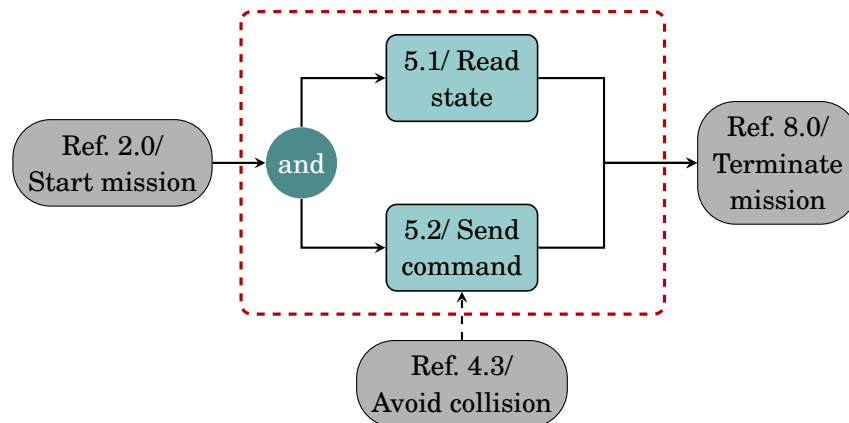 5.1/ Read
state
Ref. 2.0/
Start mission
and
Ref. 8.0/
Terminate
mission
5.2/ Send
command
Ref. 4.3/
Avoid collision